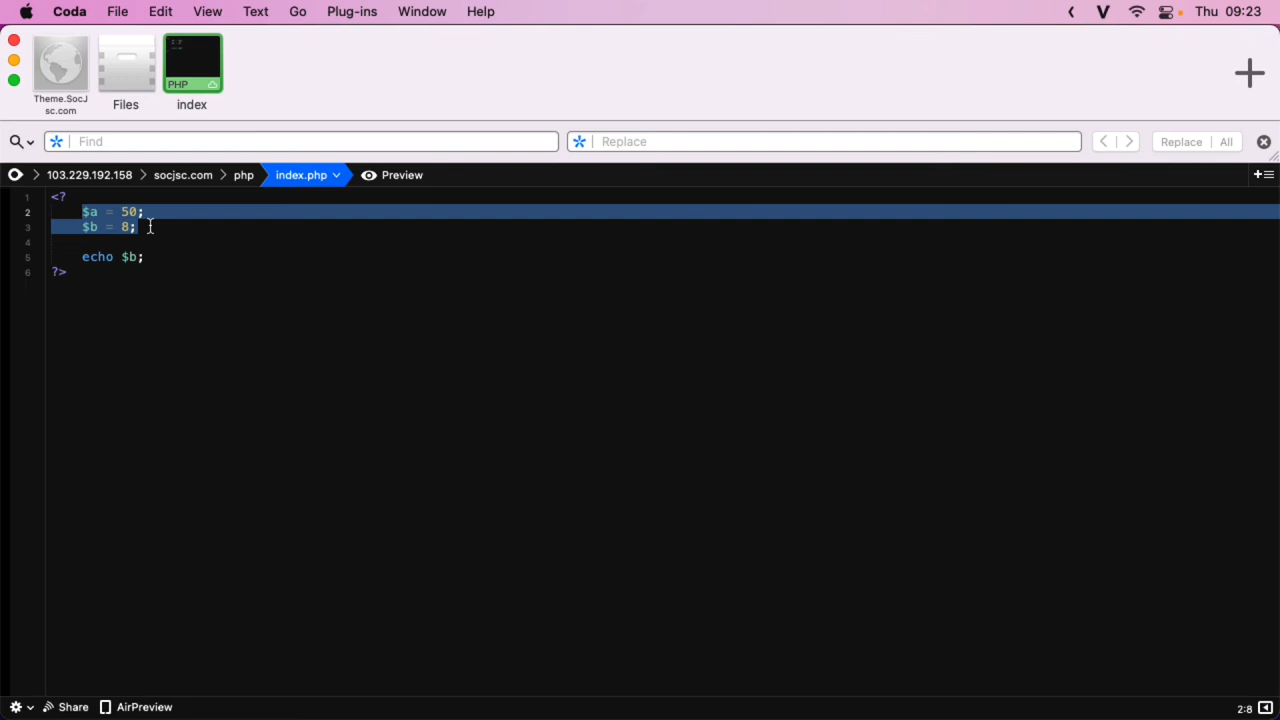 Coda File Edit View Text Go Plug-ins Window Help Thu 09:23
PHP
Theme.SocJ
sc.com
Files
index
Find
Replace
Replace All
103.229.192.158 socjsc.com php index.php Preview
1 <?
2 $a = 50;
3 $b = 8;
4
5 echo $b;
6 ?>
Share AirPreview 2:8